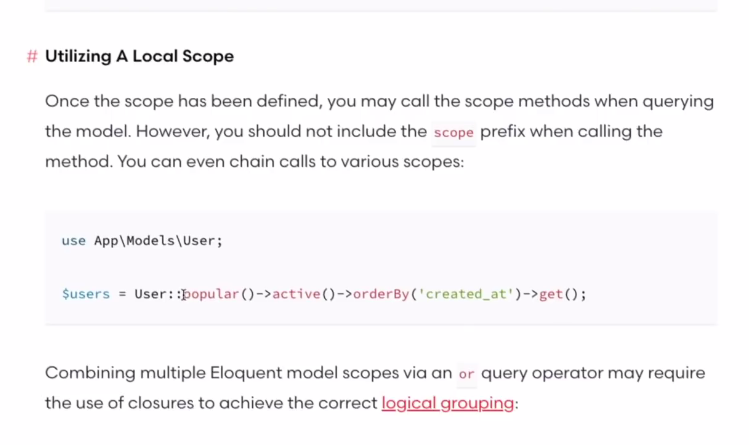 # Utilizing A Local Scope
Once the scope has been defined, you may call the scope methods when querying
the model. However, you should not include the scope prefix when calling the
method. You can even chain calls to various scopes:
use App\Models\User;
$users = User::popular()->active()->orderBy('created_at')->get();
Combining multiple Eloquent model scopes via an or query operator may require
the use of closures to achieve the correct logical grouping: